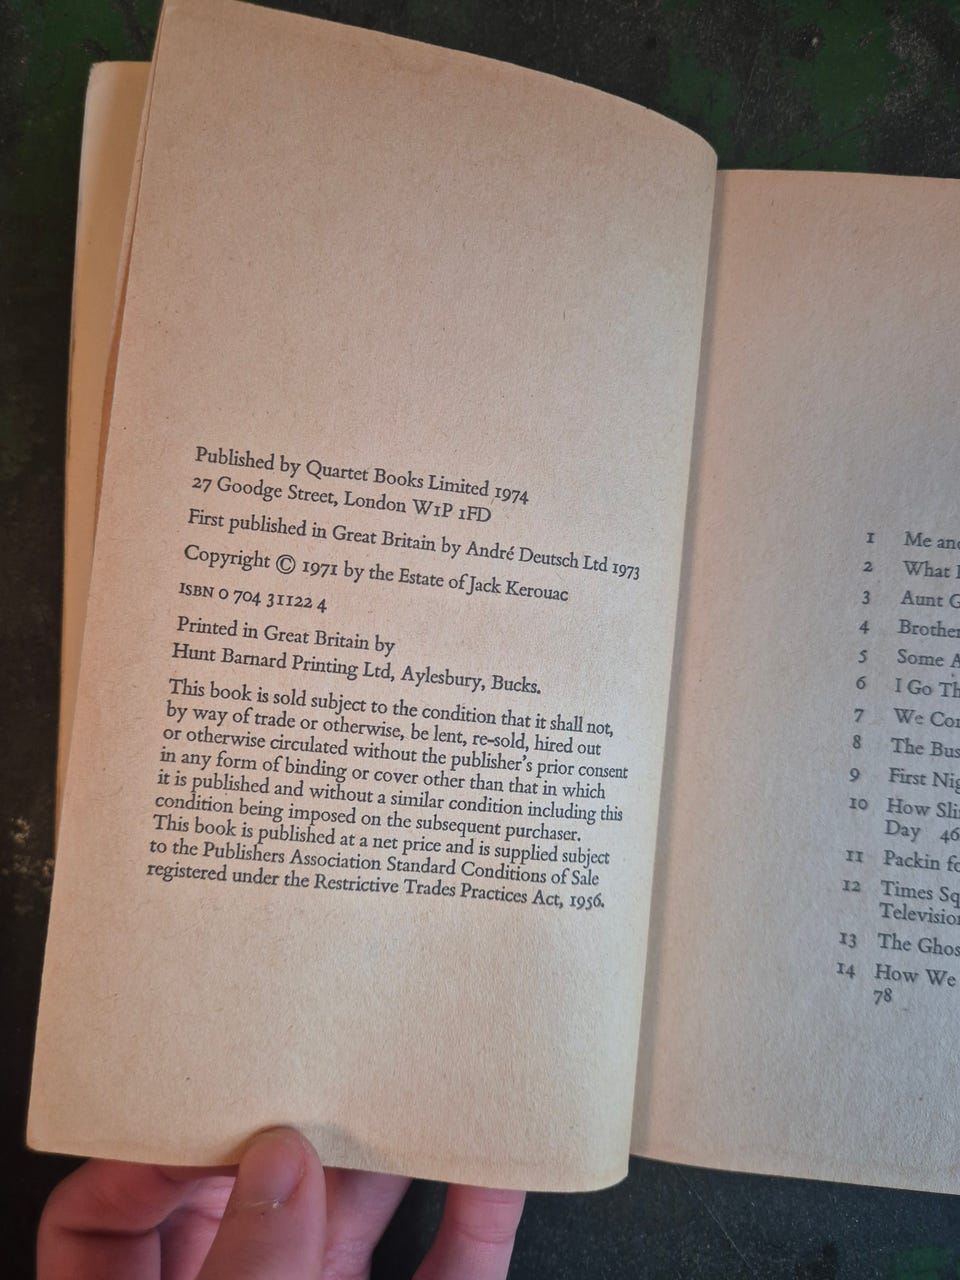 Published by Quartet Books Limited 1974
27 Goodge Street, London W1P 1FD
First published in Great Britain by André Deutsch Ltd 1973
Copyright © 1971 by the Estate of Jack Kerouac
ISBN 0 704 31122 4
Printed in Great Britain by
Hunt Barnard Printing Ltd, Aylesbury, Bucks.
This book is sold subject to the condition that it shall not,
by way of trade or otherwise, be lent, re-sold, hired out
or otherwise circulated without the publisher's prior consent
in any form of binding or cover other than that in which
it is published and without a similar condition including this
condition being imposed on the subsequent purchaser.
This book is published at a net price and is supplied subject
to the Publishers Association Standard Conditions of Sale
registered under the Restrictive Trades Practices Act, 1956.
1 Me
2 What
3 Aunt
4
5 Some
6 I Go
7 We
8 The
9 First
10 How
Day 46
11 Packin
12 Times
13 The
14 How We
78